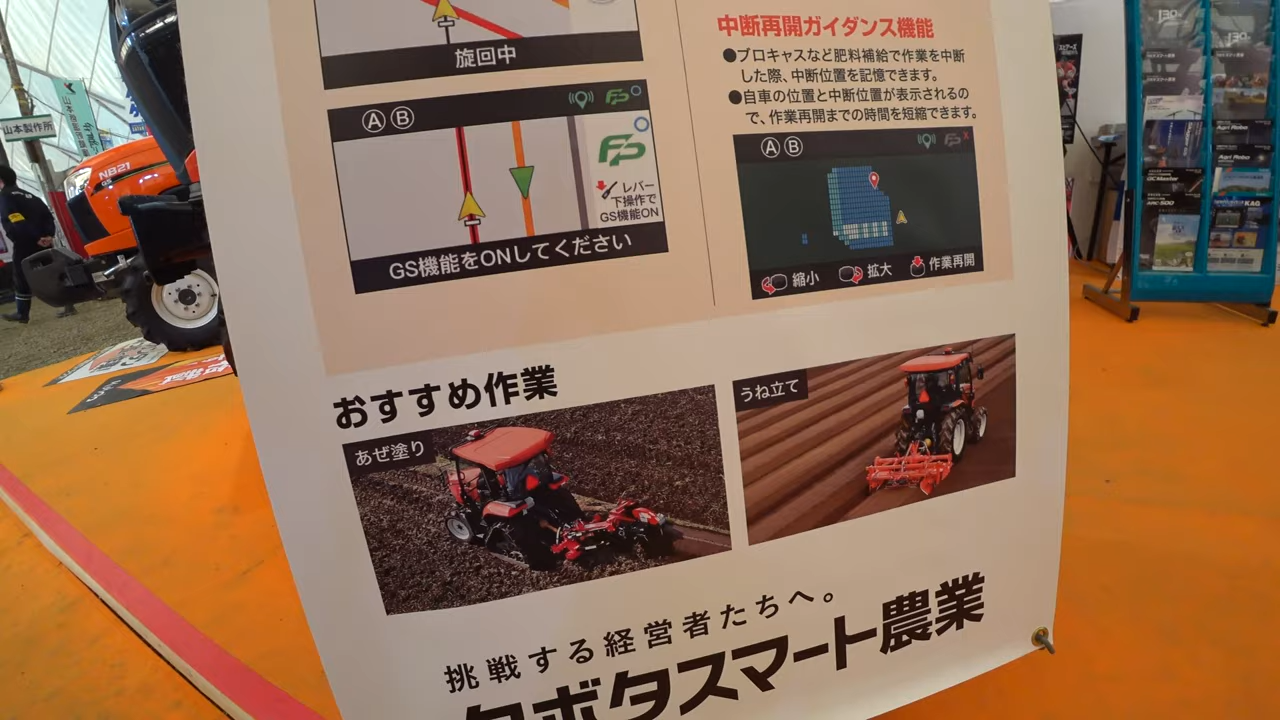 旋回中
Ⓐ Ⓑ
FP
FP
レバー
下操作で
GS機能ON
GS機能をONしてください
中断再開ガイダンス機能
●ブロキャスなど肥料補給で作業を中断
した際、中断位置を記憶できます。
●自車の位置と中断位置が表示されるの
で、作業再開までの時間を短縮できます。
Ⓐ Ⓑ
FP
縮小
拡大
作業再開
おすすめ作業
あぜ塗り
うね立て
挑戦する経営者たちへ。
クボタスマート農業
山本製作所
NB21
GS
Agri Robo
Agri Robo